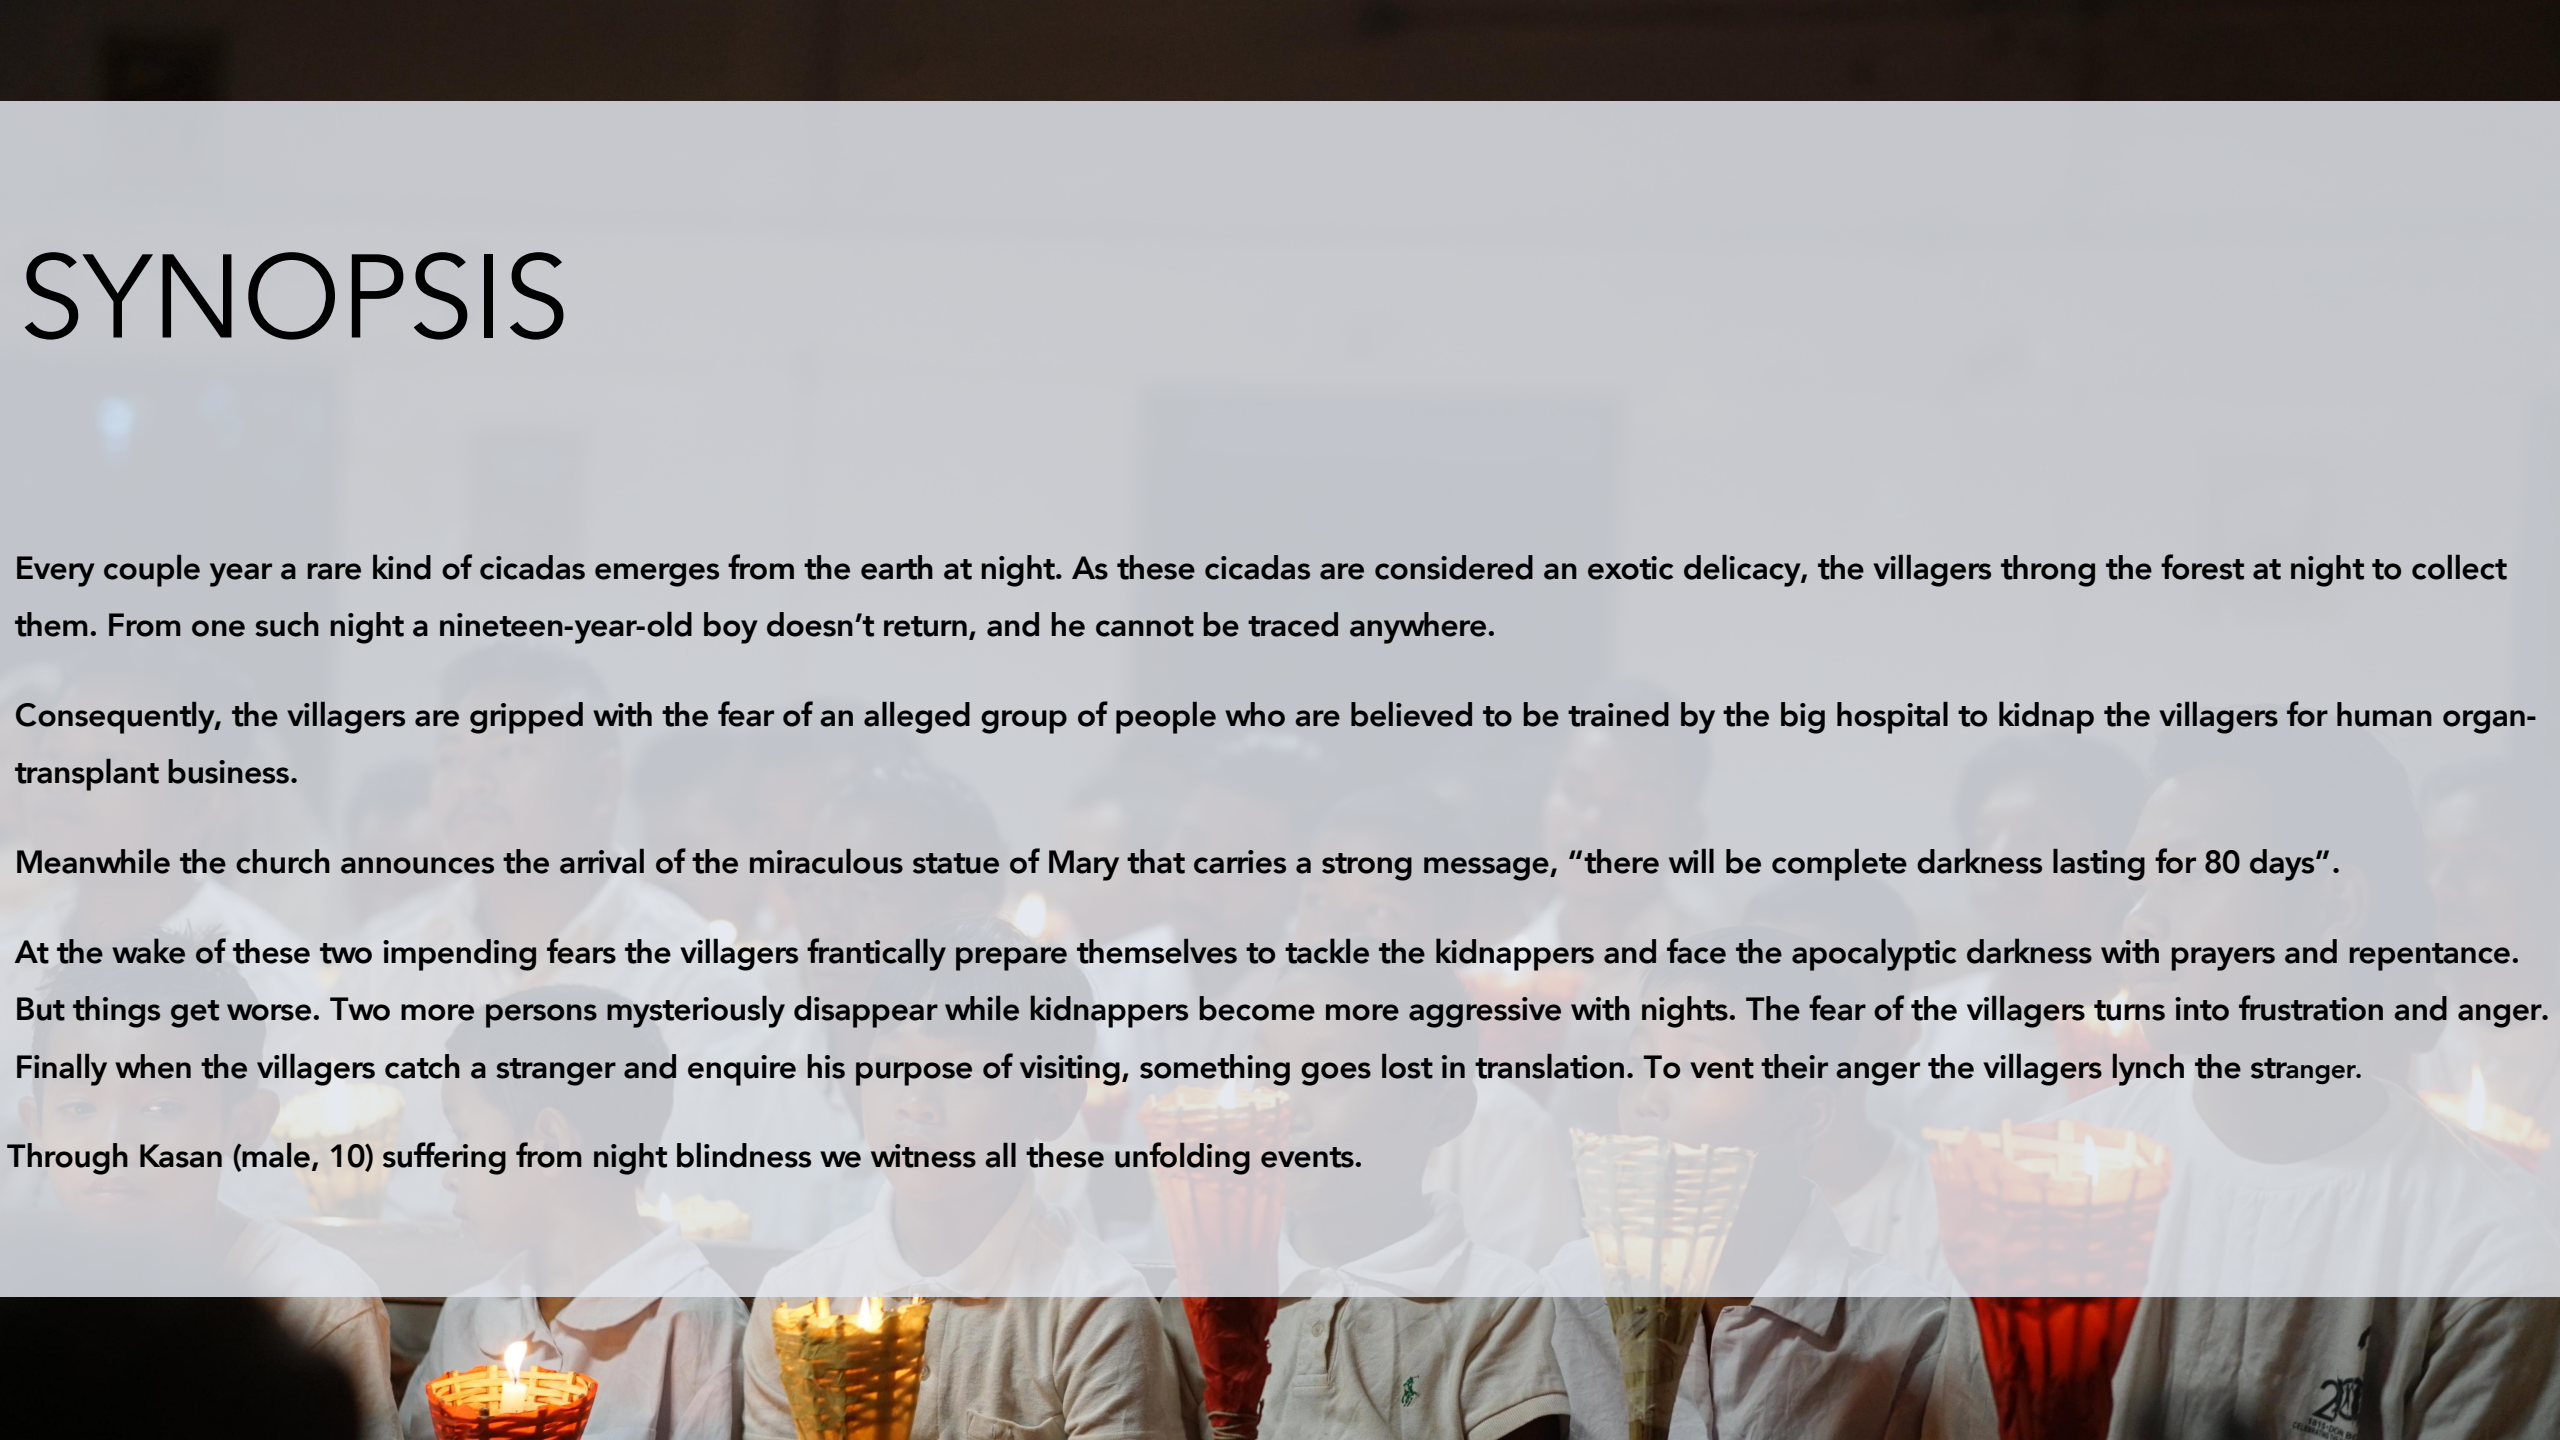 SYNOPSIS
Every couple year a rare kind of cicadas emerges from the earth at night. As these cicadas are considered an exotic delicacy, the villagers throng the forest at night to collect
them. From one such night a nineteen-year-old boy doesn’t return, and he cannot be traced anywhere.
Consequently, the villagers are gripped with the fear of an alleged group of people who are believed to be trained by the big hospital to kidnap the villagers for human organ-
transplant business.
Meanwhile the church announces the arrival of the miraculous statue of Mary that carries a strong message, “there will be complete darkness lasting for 80 days”.
At the wake of these two impending fears the villagers frantically prepare themselves to tackle the kidnappers and face the apocalyptic darkness with prayers and repentance.
But things get worse. Two more persons mysteriously disappear while kidnappers become more aggressive with nights. The fear of the villagers turns into frustration and anger.
Finally when the villagers catch a stranger and enquire his purpose of visiting, something goes lost in translation. To vent their anger the villagers lynch the stranger.
Through Kasan (male, 10) suffering from night blindness we witness all these unfolding events.